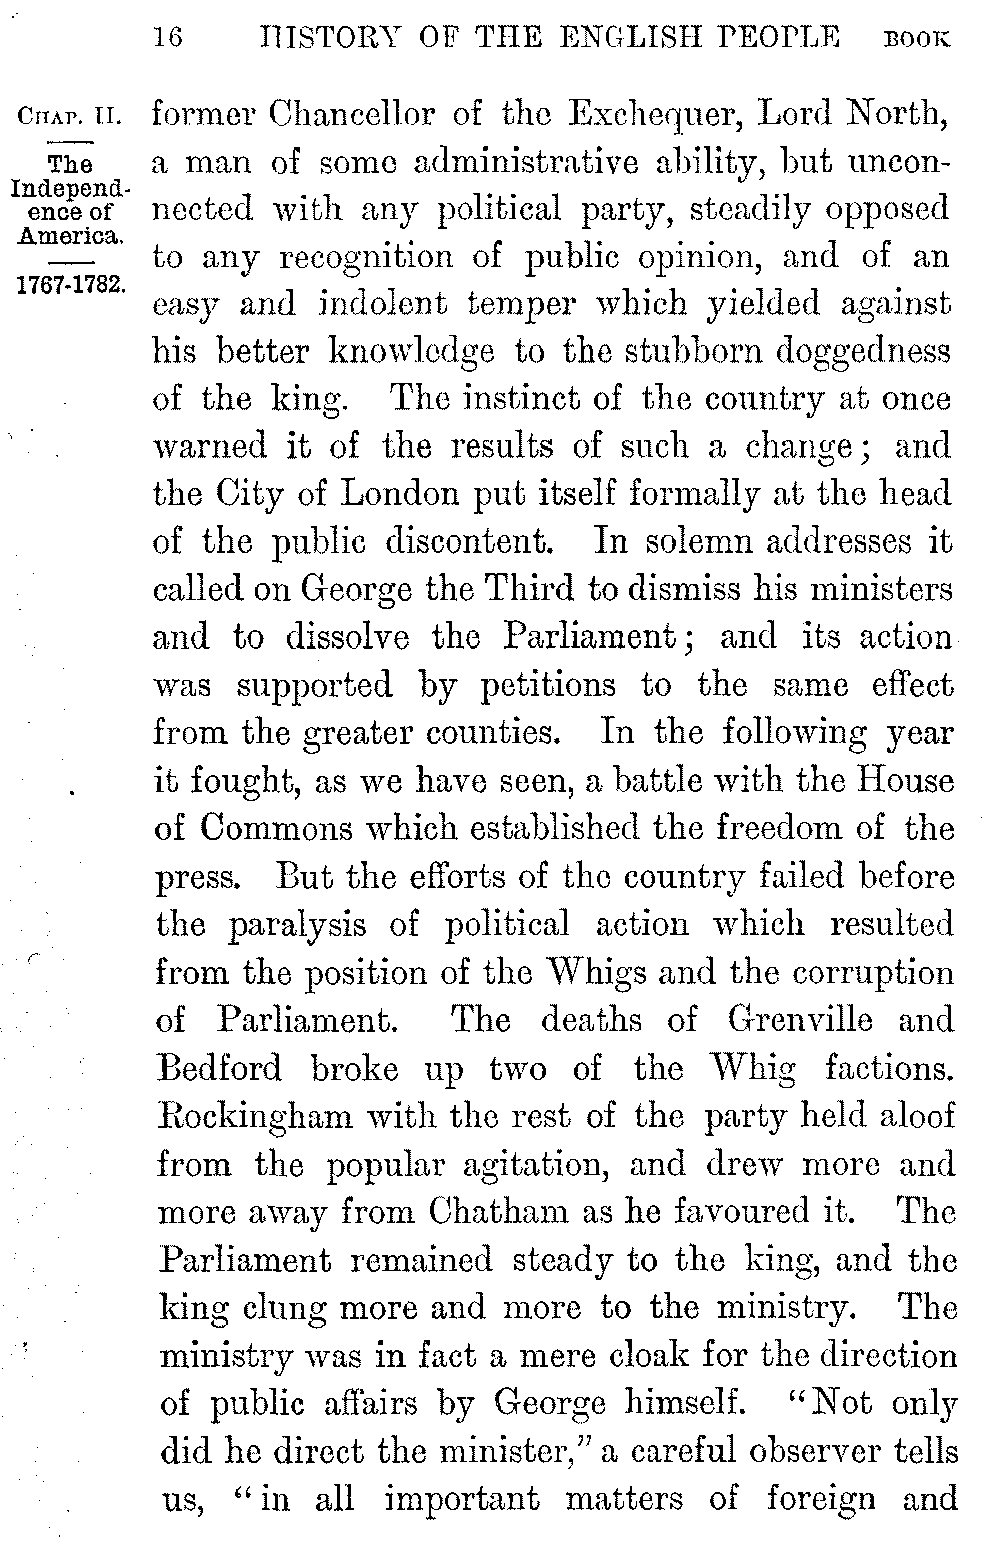 16 HISTORY OF THE ENGLISH PEOPLE BOOK
CHAP. II.
The
Independ-
ence of
America.
1767-1782.
former Chancellor of the Exchequer, Lord North,
a man of some administrative ability, but uncon-
nected with any political party, steadily opposed
to any recognition of public opinion, and of an
easy and indolent temper which yielded against
his better knowledge to the stubborn doggedness
of the king. The instinct of the country at once
warned it of the results of such a change; and
the City of London put itself formally at the head
of the public discontent. In solemn addresses it
called on George the Third to dismiss his ministers
and to dissolve the Parliament; and its action
was supported by petitions to the same effect
from the greater counties. In the following year
it fought, as we have seen, a battle with the House
of Commons which established the freedom of the
press. But the efforts of the country failed before
the paralysis of political action which resulted
from the position of the Whigs and the corruption
of Parliament. The deaths of Grenville and
Bedford broke up two of the Whig factions.
Rockingham with the rest of the party held aloof
from the popular agitation, and drew more and
more away from Chatham as he favoured it. The
Parliament remained steady to the king, and the
king clung more and more to the ministry. The
ministry was in fact a mere cloak for the direction
of public affairs by George himself. "Not only
did he direct the minister," a careful observer tells
us, "in all important matters of foreign and